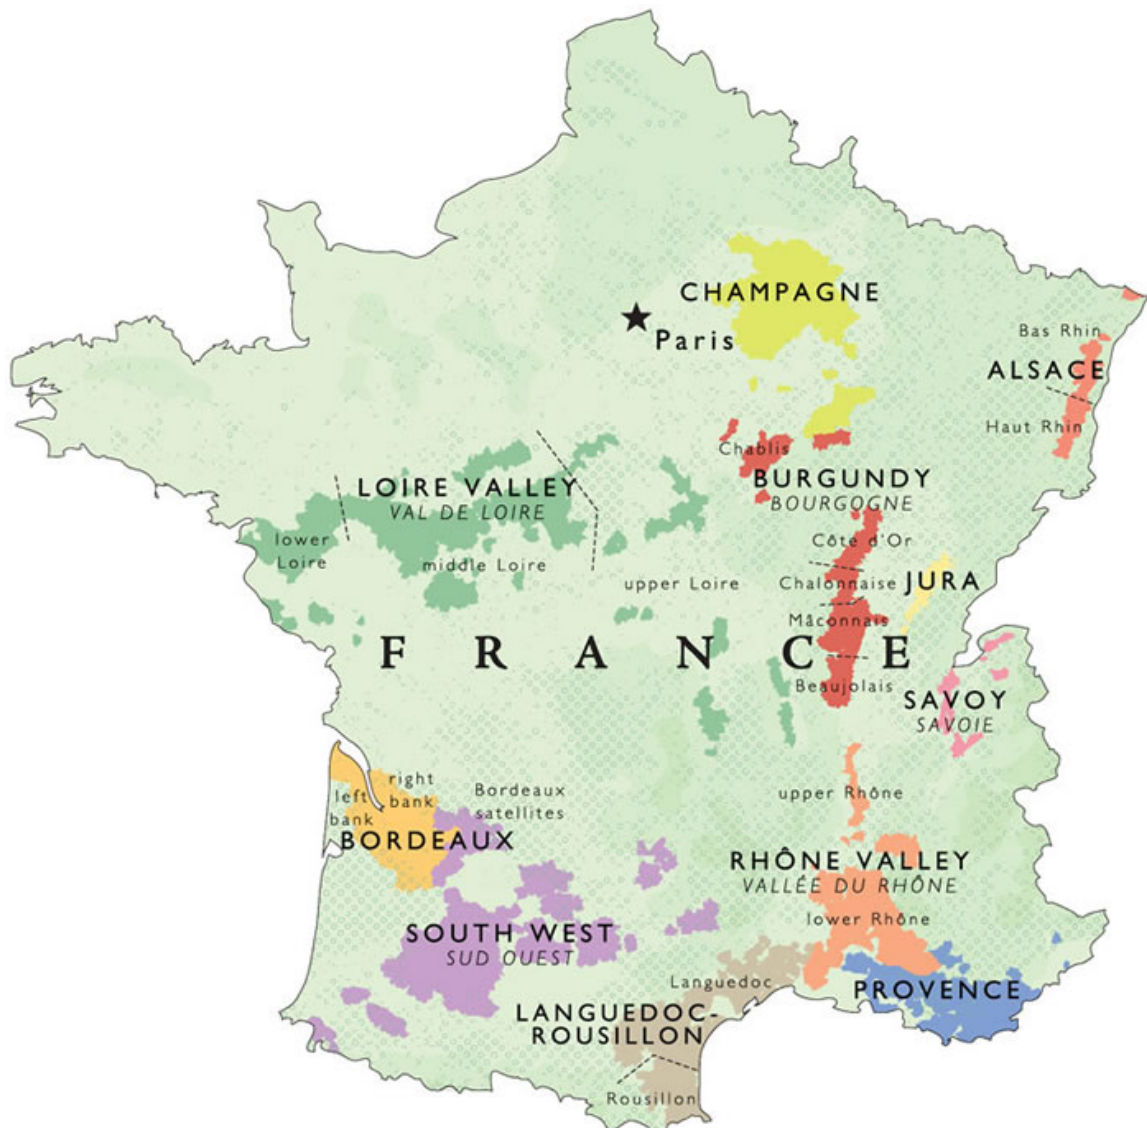 CHAMPAGNE
Paris
Bas Rhin
ALSACE
Haut Rhin
Chablis
BURGUNDY
BOURGOGNE
LOIRE VALLEY
VAL DE LOIRE
lower
Loire
middle Loire
upper Loire
Côte d'Or
Chalonnaise
JURA
Mâconnais
FRANCE
Beaujolais
SAVOY
SAVOIE
right
bank
left
bank
Bordeaux
satellites
BORDEAUX
upper Rhône
RHÔNE VALLEY
VALLÉE DU RHÔNE
lower Rhône
SOUTH WEST
SUD OUEST
Languedoc
PROVENCE
LANGUEDOC-
ROUSILLON
Rousillon